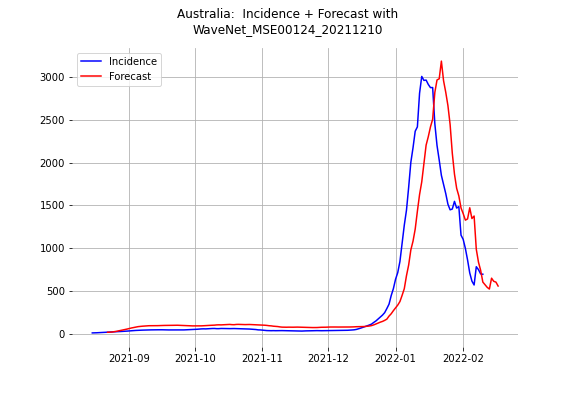 Australia:  Incidence + Forecast with
WaveNet_MSE00124_20211210
Incidence
Forecast
3000
2500
2000
1500
1000
500
0
2021-09 2021-10 2021-11 2021-12 2022-01 2022-02